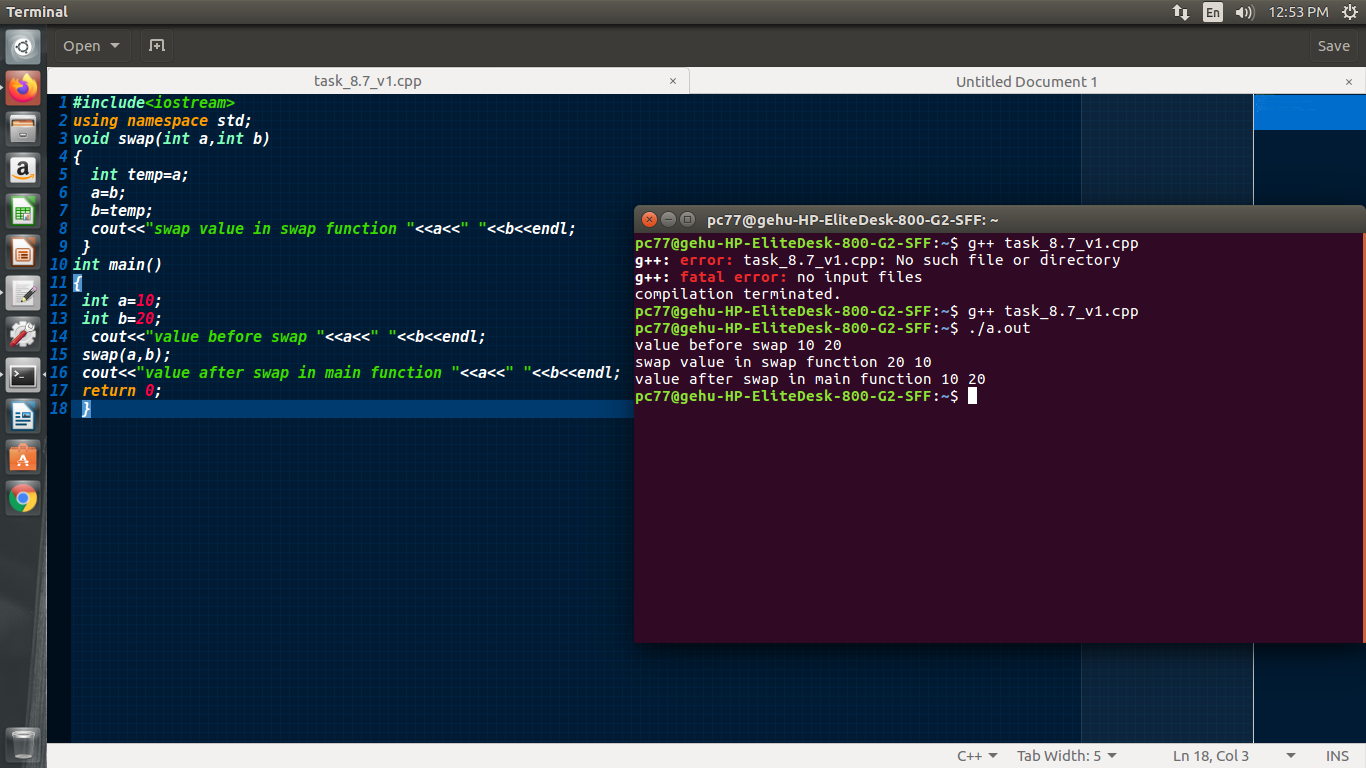 Terminal
En 12:53 PM
Open Save
task_8.7_v1.cpp × Untitled Document 1 ×
1 #include<iostream>
2 using namespace std;
3 void swap(int a,int b)
4 {
5 int temp=a;
6 a=b;
7 b=temp;
8 cout<<"swap value in swap function "<<a<<" "<<b<<endl;
9 }
10 int main()
11 {
12 int a=10;
13 int b=20;
14 cout<<"value before swap "<<a<<" "<<b<<endl;
15 swap(a,b);
16 cout<<"value after swap in main function "<<a<<" "<<b<<endl;
17 return 0;
18 }
pc77@gehu-HP-EliteDesk-800-G2-SFF: ~
pc77@gehu-HP-EliteDesk-800-G2-SFF:~$ g++ task_8.7_v1.cpp
g++: error: task_8.7_v1.cpp: No such file or directory
g++: fatal error: no input files
compilation terminated.
pc77@gehu-HP-EliteDesk-800-G2-SFF:~$ g++ task_8.7_v1.cpp
pc77@gehu-HP-EliteDesk-800-G2-SFF:~$ ./a.out
value before swap 10 20
swap value in swap function 20 10
value after swap in main function 10 20
pc77@gehu-HP-EliteDesk-800-G2-SFF:~$
C++ Tab Width: 5 Ln 18, Col 3 INS